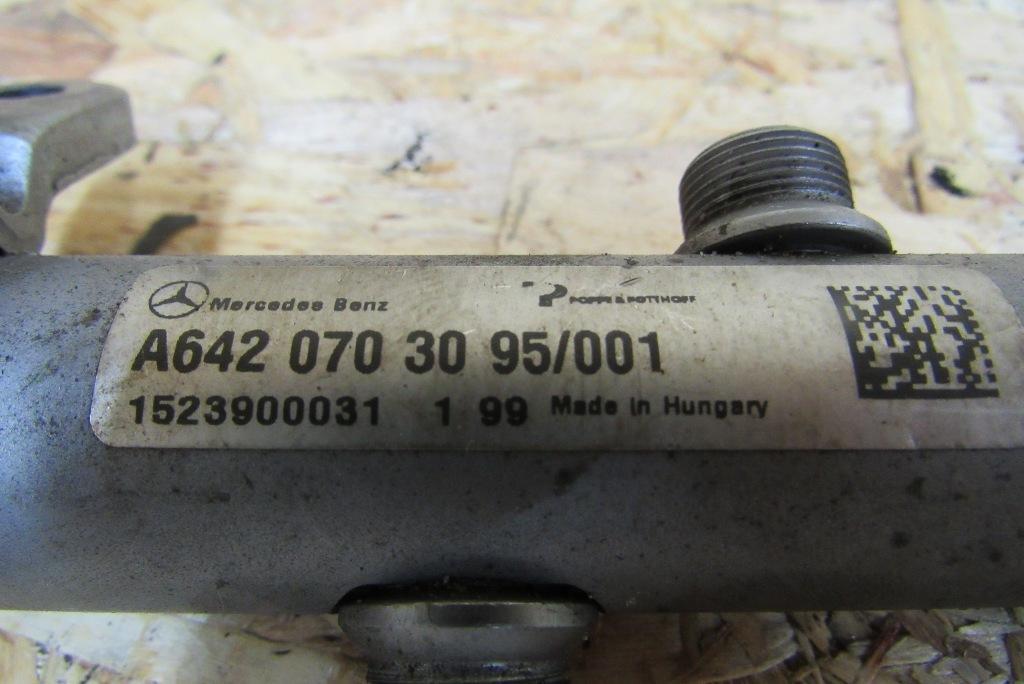 Mercedes Benz POPPE & POTTHOFF
A642 070 30 95/001
1523900031 1 99 Made in Hungary